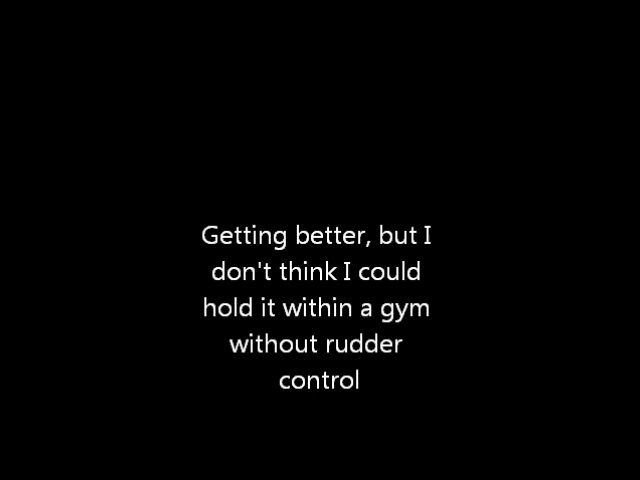 Getting better, but I
don't think I could
hold it within a gym
without rudder
control